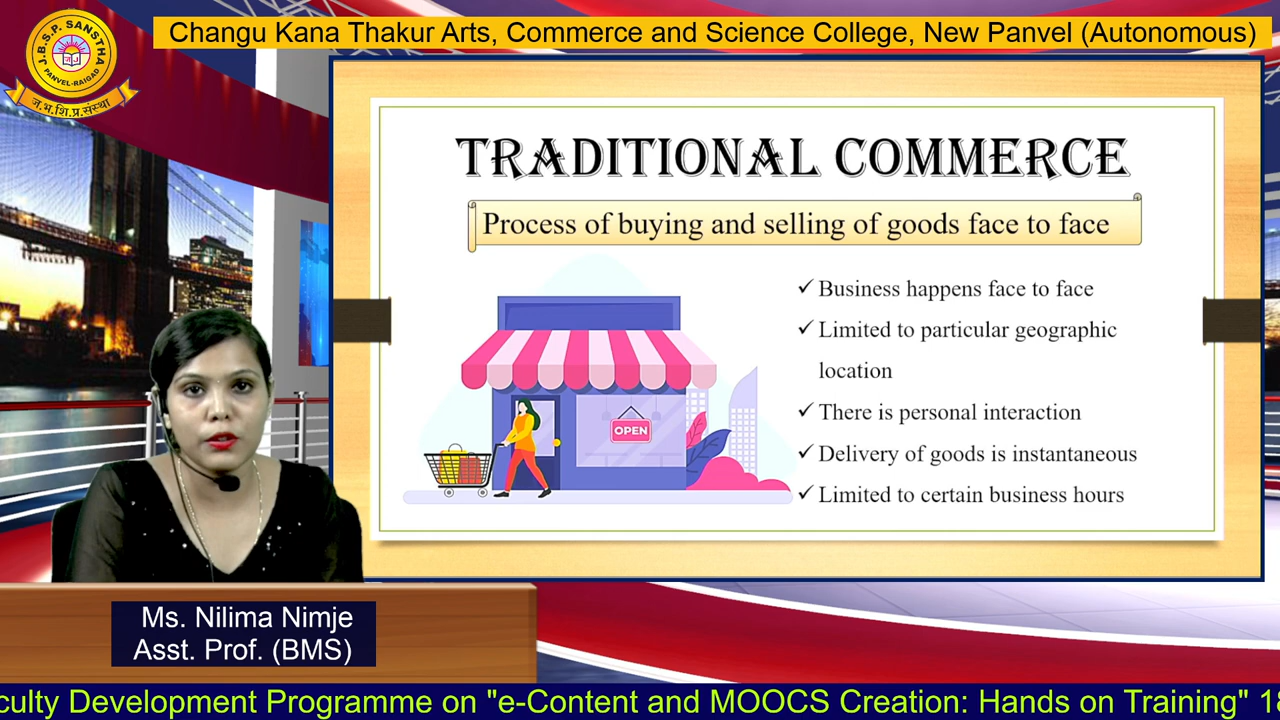 Changu Kana Thakur Arts, Commerce and Science College, New Panvel (Autonomous)
J.B.S.P. SANSTHA
PANVEL-RAIGAD
ज.भ.शि.प्र.संस्था
TRADITIONAL COMMERCE
Process of buying and selling of goods face to face
✓ Business happens face to face
✓ Limited to particular geographic
location
✓ There is personal interaction
✓ Delivery of goods is instantaneous
✓ Limited to certain business hours
OPEN
Ms. Nilima Nimje
Asst. Prof. (BMS)
culty Development Programme on "e-Content and MOOCS Creation: Hands on Training" 18